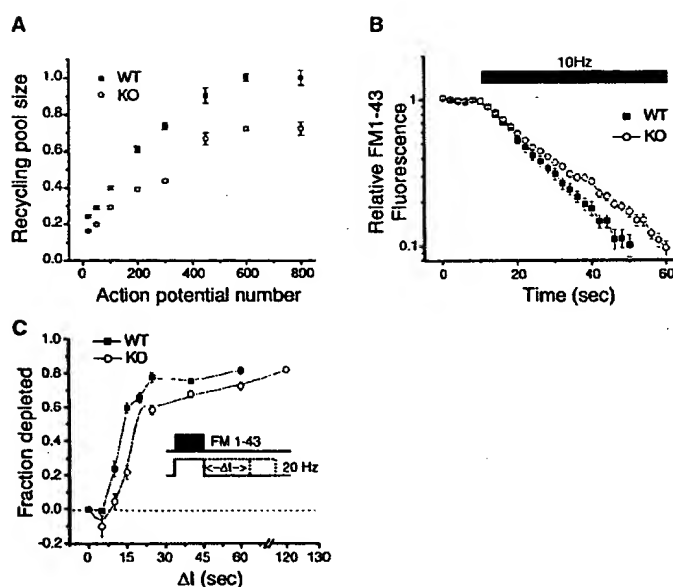 A
WT
KO
Recycling pool size
1.0
0.8
0.6
0.4
0.2
0.0
0 200 400 600 800
Action potential number
B
10Hz
WT
KO
Relative FM1-43
Fluorescence
1
0.1
0 20 40 60
Time (sec)
C
WT
KO
Fraction depleted
1.0
0.8
0.6
0.4
0.2
0.0
-0.2
FM 1-43
<-Δt-> 20 Hz
0 15 30 45 60 120 130
Δt (sec)